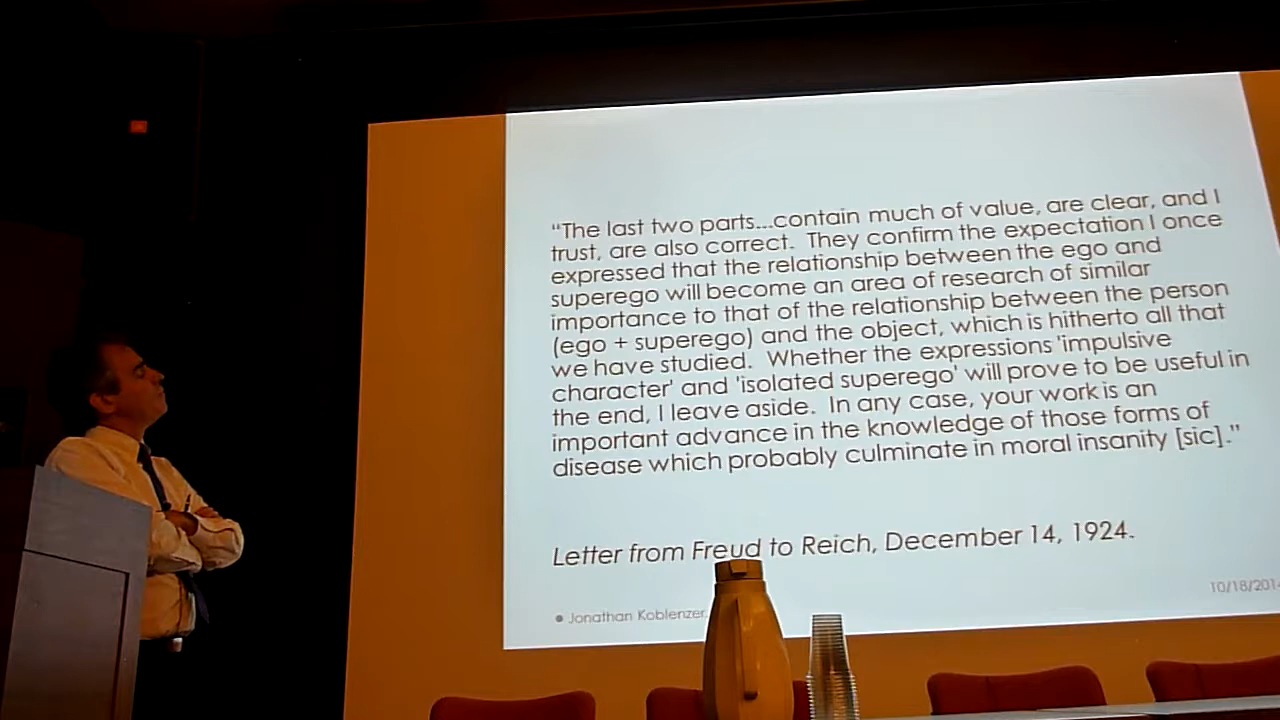 “The last two parts...contain much of value, are clear, and I
trust, are also correct. They confirm the expectation I once
expressed that the relationship between the ego and
superego will become an area of research of similar
importance to that of the relationship between the person
(ego + superego) and the object, which is hitherto all that
we have studied. Whether the expressions 'impulsive
character' and 'isolated superego' will prove to be useful in
the end, I leave aside. In any case, your work is an
important advance in the knowledge of those forms of
disease which probably culminate in moral insanity [sic].”
Letter from Freud to Reich, December 14, 1924.
10/18/2014
• Jonathan Koblenzer